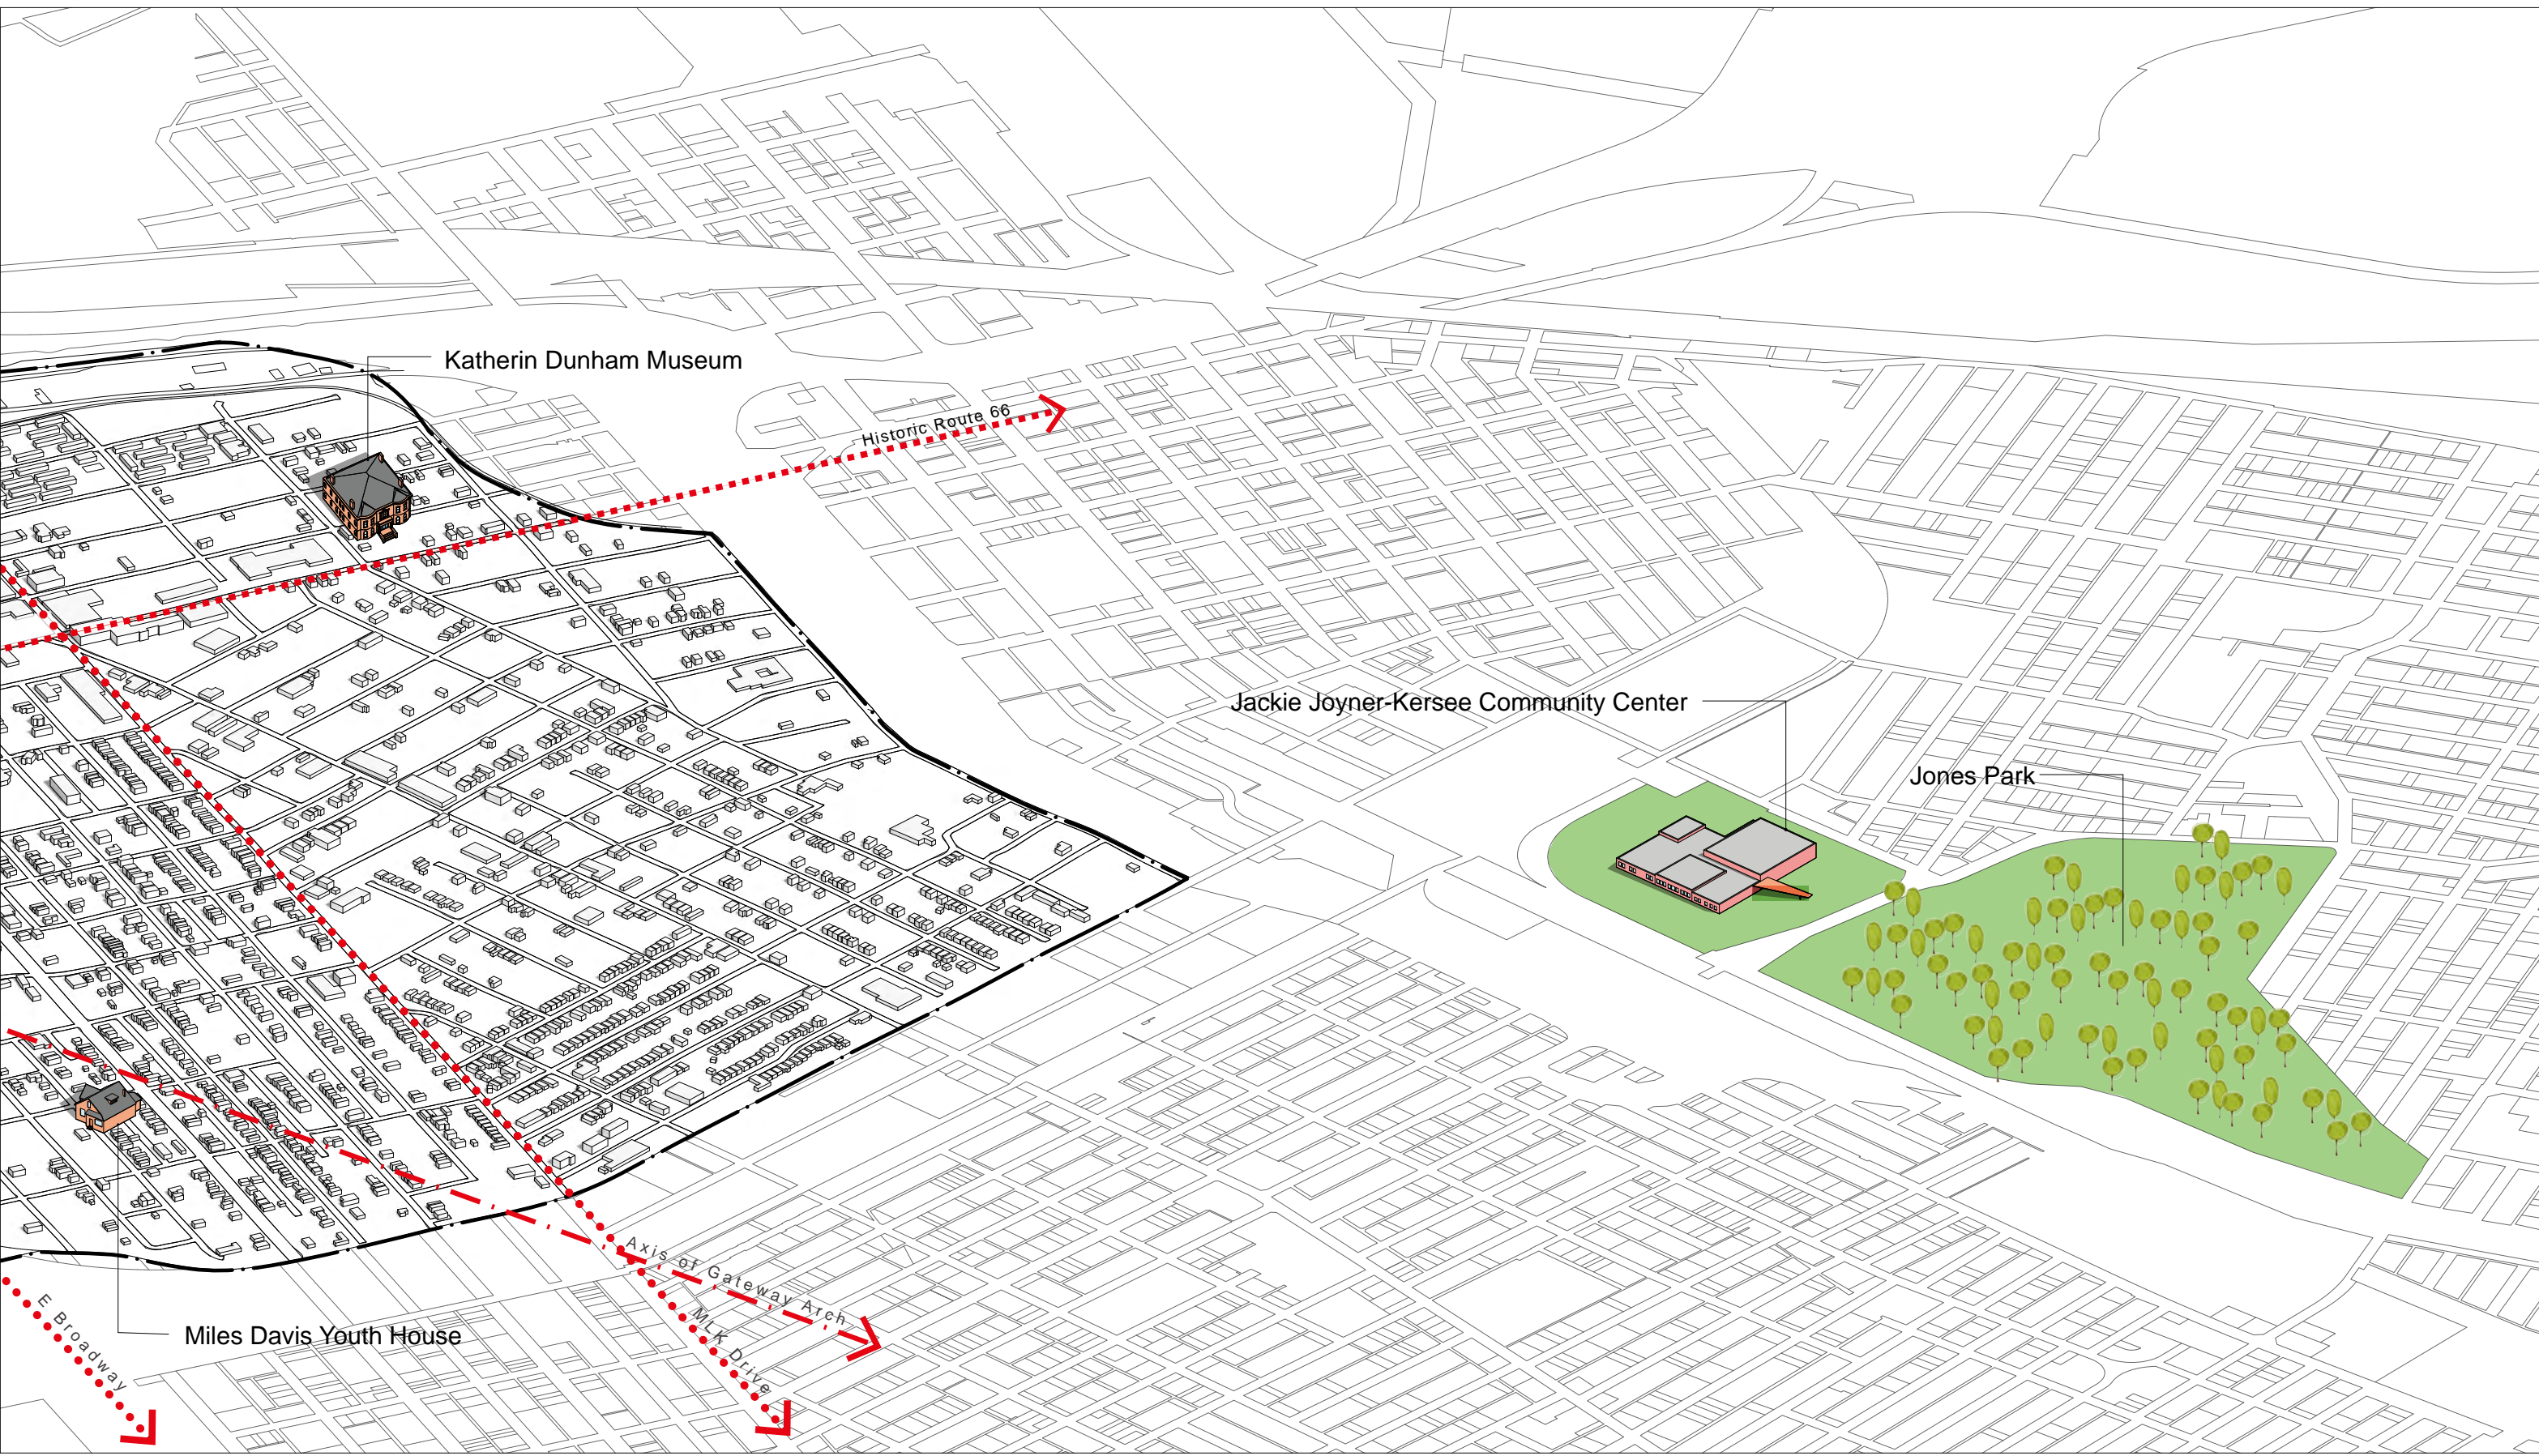 Katherin Dunham Museum
Historic Route 66
Jackie Joyner-Kersee Community Center
Jones Park
Axis of Gateway Arch
MLK Drive
E Broadway
Miles Davis Youth House